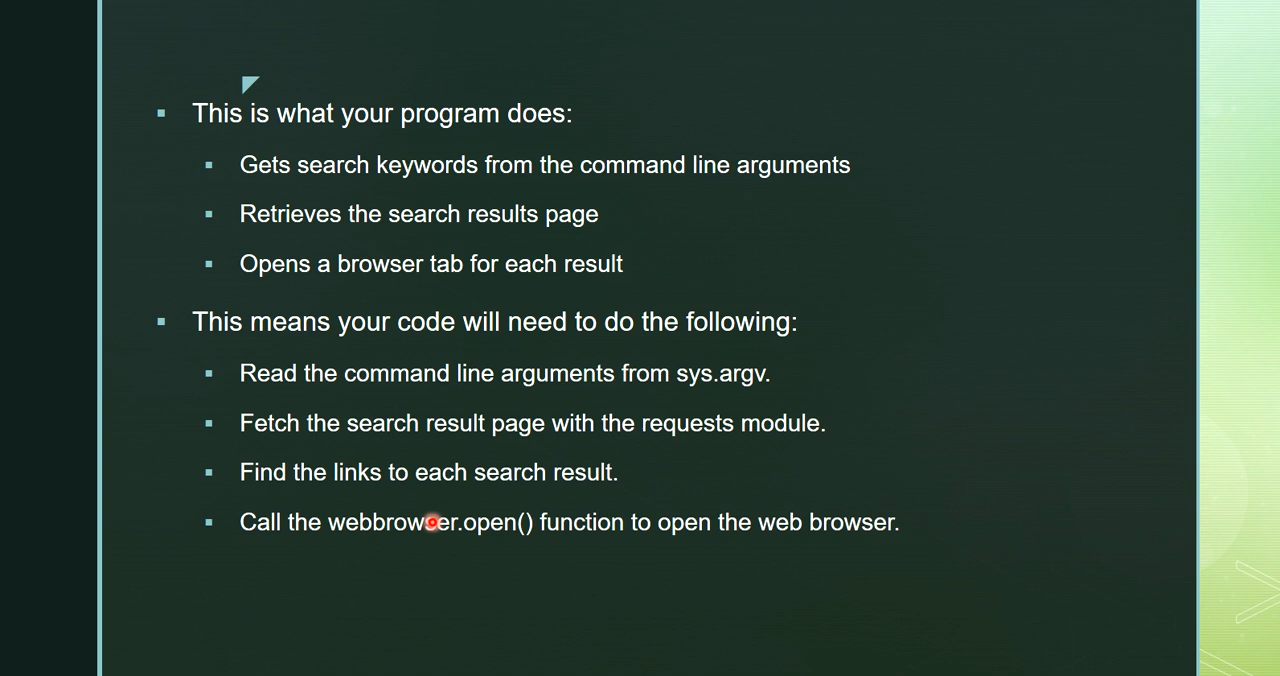 This is what your program does:
Gets search keywords from the command line arguments
Retrieves the search results page
Opens a browser tab for each result
This means your code will need to do the following:
Read the command line arguments from sys.argv.
Fetch the search result page with the requests module.
Find the links to each search result.
Call the webbrowser.open() function to open the web browser.